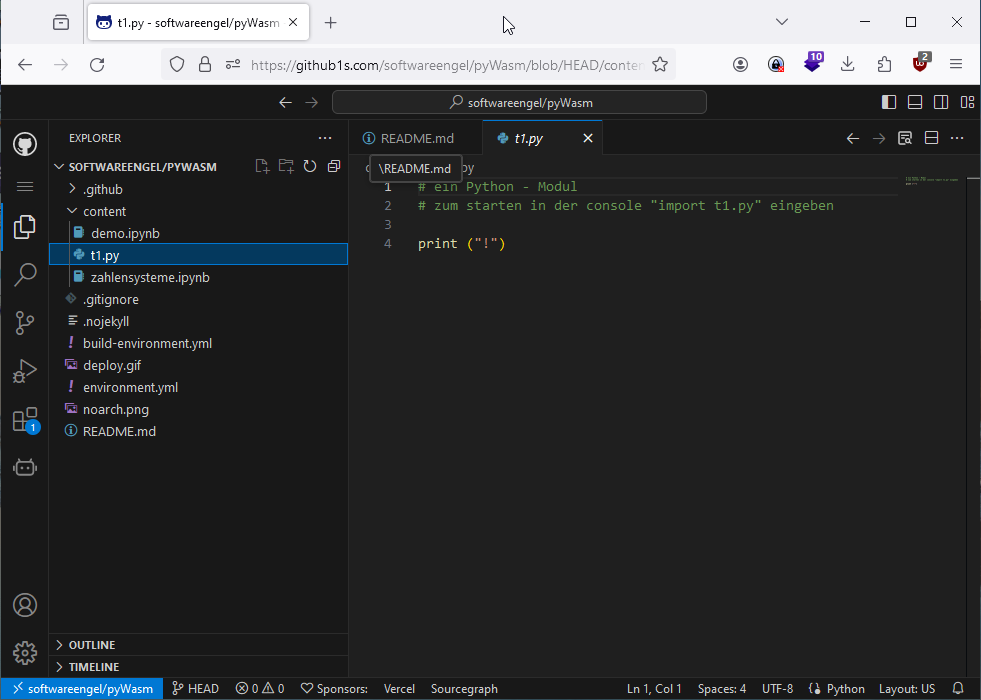 t1.py - softwareengel/pyWasm
https://github1s.com/softwareengel/pyWasm/blob/HEAD/conten
10
2
softwareengel/pyWasm
EXPLORER
README.md
t1.py
SOFTWAREENGEL/PYWASM
\README.md
py
.github
content
demo.ipynb
t1.py
zahlensysteme.ipynb
.gitignore
.nojekyll
build-environment.yml
deploy.gif
environment.yml
noarch.png
README.md
1 # ein Python - Modul
2 # zum starten in der console "import t1.py" eingeben
3
4 print ("!")
1
OUTLINE
TIMELINE
softwareengel/pyWasm HEAD 0 0 Sponsors: Vercel Sourcegraph Ln 1, Col 1 Spaces: 4 UTF-8 Python Layout: US